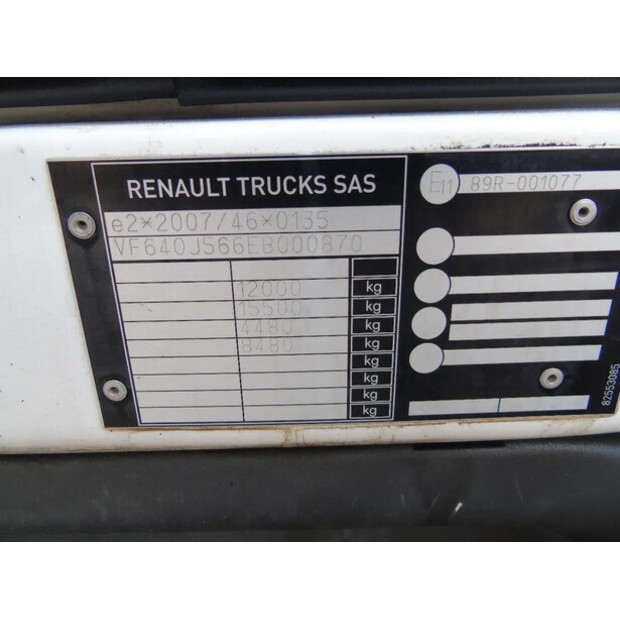 RENAULT TRUCKS SAS
e2*2007/46*0135
VF640J566EB000870
12000 kg
15500 kg
4480 kg
8480 kg
kg
kg
kg
kg
E11 89R-001077
82553085